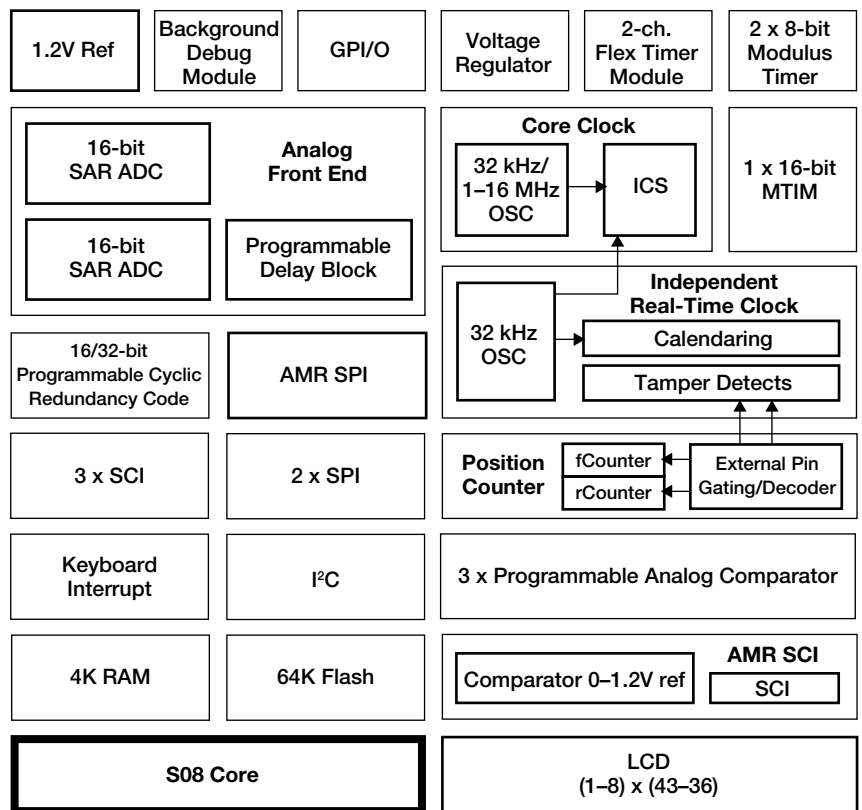 1.2V Ref
Background
Debug
Module
GPI/O
Voltage
Regulator
2-ch.
Flex Timer
Module
2 x 8-bit
Modulus
Timer
16-bit
SAR ADC
Analog
Front End
16-bit
SAR ADC
Programmable
Delay Block
Core Clock
32 kHz/
1–16 MHz
OSC
ICS
1 x 16-bit
MTIM
Independent
Real-Time Clock
32 kHz
OSC
Calendaring
Tamper Detects
16/32-bit
Programmable Cyclic
Redundancy Code
AMR SPI
3 x SCI
2 x SPI
Position
Counter
fCounter
rCounter
External Pin
Gating/Decoder
Keyboard
Interrupt
I²C
3 x Programmable Analog Comparator
4K RAM
64K Flash
AMR SCI
Comparator 0–1.2V ref
SCI
S08 Core
LCD
(1–8) x (43–36)